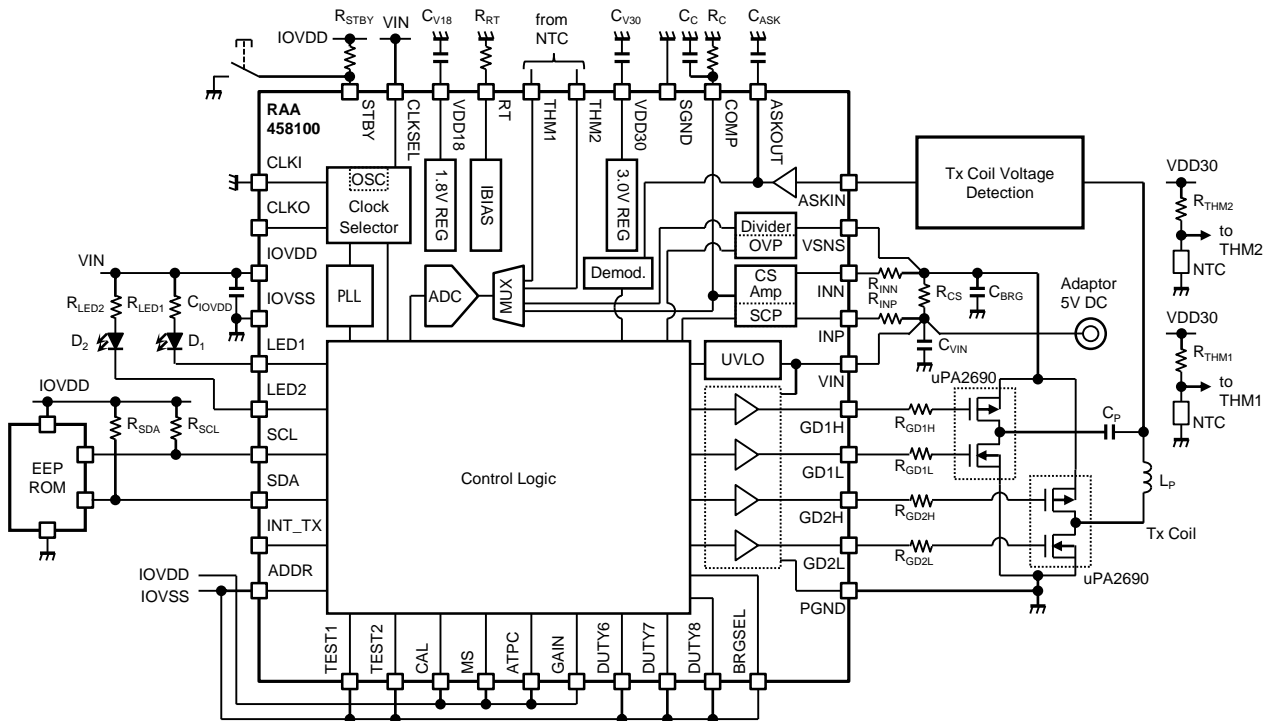 RSTBY
VIN
CV18
RRT
from
NTC
CV30
CC
RC
CASK
IOVDD
RAA
458100
STBY
CLKSEL
VDD18
RT
THM1
THM2
VDD30
SGND
COMP
ASKOUT
CLKI
CLKO
OSC
Clock
Selector
1.8V REG
IBIAS
3.0V REG
ASKIN
Tx Coil Voltage
Detection
VDD30
RTHM2
to
THM2
NTC
IOVDD
Divider
OVP
VSNS
VIN
RLED2
RLED1
CIOVDD
IOVSS
PLL
ADC
MUX
Demod.
CS
Amp
SCP
INN
INP
RINN
RINP
RCS
CBRG
Adaptor
5V DC
D2
D1
LED1
UVLO
VIN
CVIN
VDD30
RTHM1
to
THM1
NTC
IOVDD
LED2
RSDA
RSCL
uPA2690
GD1H
RGD1H
CP
EEP
ROM
SCL
Control Logic
GD1L
RGD1L
LP
SDA
GD2H
RGD2H
Tx Coil
INT_TX
GD2L
RGD2L
uPA2690
IOVDD
IOVSS
ADDR
PGND
TEST1
TEST2
CAL
MS
ATPC
GAIN
DUTY6
DUTY7
DUTY8
BRGSEL